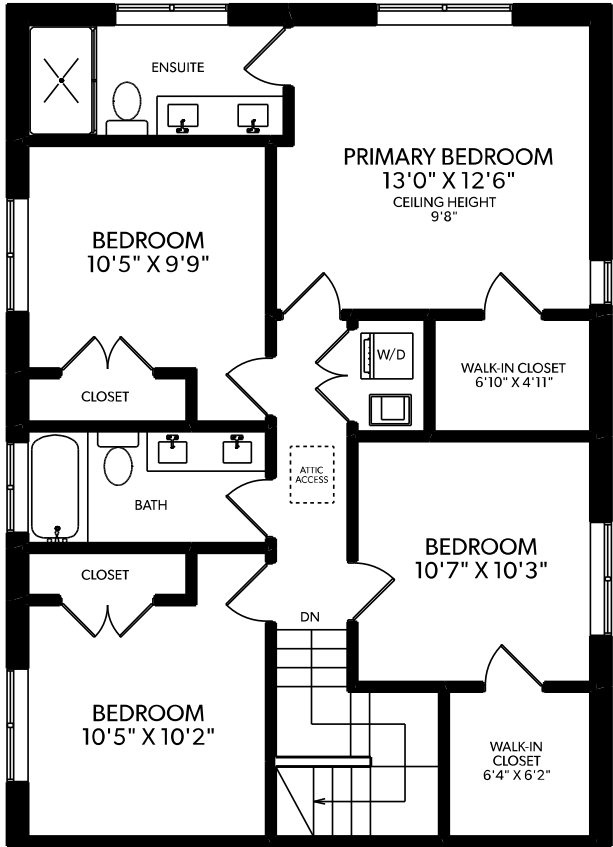 ENSUITE
PRIMARY BEDROOM
13'0" X 12'6"
CEILING HEIGHT
9'8"
BEDROOM
10'5" X 9'9"
W/D
WALK-IN CLOSET
6'10" X 4'11"
CLOSET
ATTIC
ACCESS
BATH
BEDROOM
10'7" X 10'3"
CLOSET
DN
BEDROOM
10'5" X 10'2"
WALK-IN
CLOSET
6'4" X 6'2"